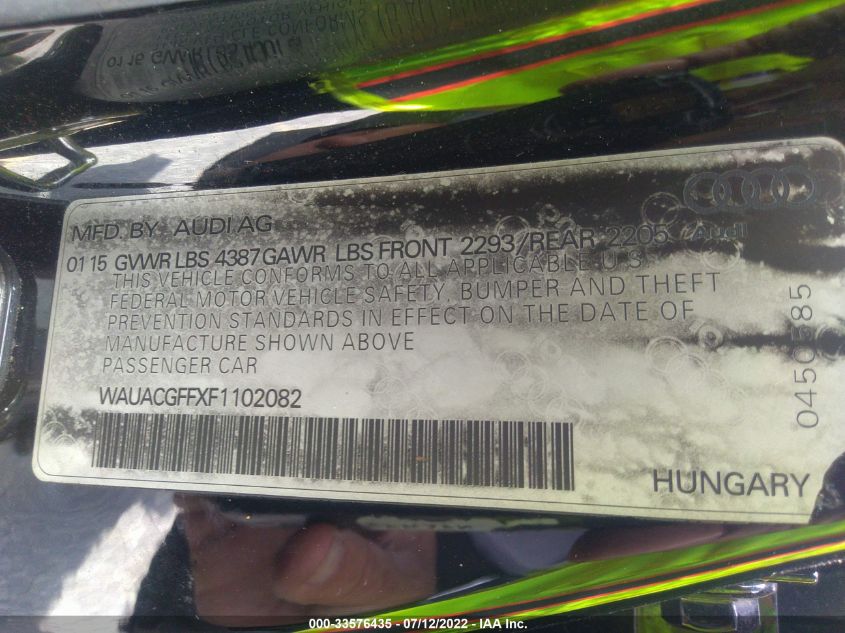 MFD. BY AUDI AG
01 15 GVWR LBS 4387 GAWR LBS FRONT 2293/REAR 2205 Audi
THIS VEHICLE CONFORMS TO ALL APPLICABLE U.S.
FEDERAL MOTOR VEHICLE SAFETY, BUMPER AND THEFT
PREVENTION STANDARDS IN EFFECT ON THE DATE OF
MANUFACTURE SHOWN ABOVE
PASSENGER CAR
WAUACGFFXF1102082
0450585
HUNGARY
000-33576435 - 07/12/2022 - IAA Inc.